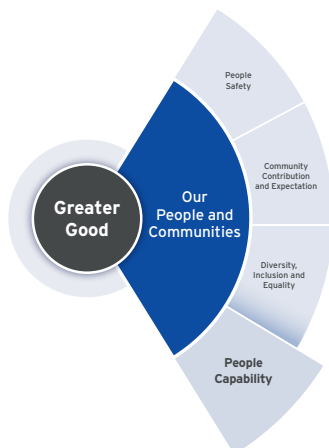 People
Safety
Community
Contribution
and Expectation
Greater
Good
Our
People and
Communities
Diversity,
Inclusion and
Equality
People
Capability